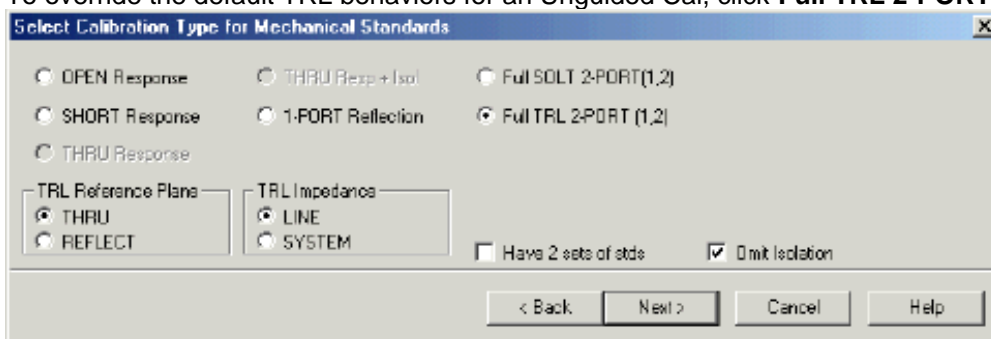 To override the default TRL behaviors for an Unguided Cal, click Full TRL 2-PORT
Select Calibration Type for Mechanical Standards
OPEN Response
THRU Resp + Isol
Full SOLT 2-PORT(1,2)
SHORT Response
1-PORT Reflection
Full TRL 2-PORT (1,2)
THRU Response
TRL Reference Plane
TRL Impedance
THRU
LINE
REFLECT
SYSTEM
Have 2 sets of stds
Omit Isolation
< Back
Next >
Cancel
Help